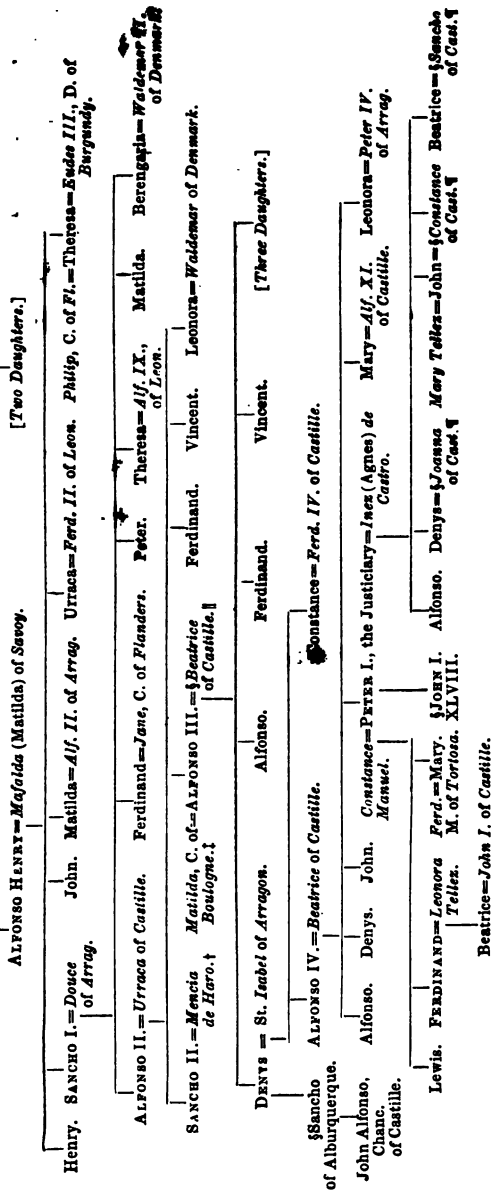 ALFONSO HENRY=Mafalda (Matilda) of Savoy. [Two Daughters.]
Henry. SANCHO I.=Douce of Arrag. John. Matilda=Alf. II. of Arrag. Urraca=Ferd. II. of Leon. Philip, C. of Fl.=Theresa=Eudes III., D. of Burgundy.
ALFONSO II.=Urraca of Castille. Ferdinand=Jane, C. of Flanders. Peter. Theresa=Alf. IX., of Leon. Matilda. Berengaria=Waldemar II. of Denmark.
SANCHO II.=Mencia de Haro.† Matilda, C. of Boulogne.‡=ALFONSO III.=§Beatrice of Castille.‖ Ferdinand. Vincent. Leonora=Waldemar of Denmark.
DENYS = St. Isabel of Arragon. Alfonso. Ferdinand. Vincent. [Three Daughters.]
§Sancho of Alburquerque. ALFONSO IV.=Beatrice of Castille. Constance=Ferd. IV. of Castille.
John Alfonso, Chanc. of Castille. Alfonso. Denys. John. Constance Manuel.=PETER I., the Justiciary=Inez (Agnes) de Castro. Mary=Alf. XI. of Castille. Leonora=Peter IV. of Arrag.
Lewis. FERDINAND=Leonora Tellez. Ferd. M. of Tortosa.=Mary. §JOHN I. XLVIII. Alfonso. Denys=§Joanna of Cast.¶ Mary Tellez=John=§Constance of Cast.¶ Beatrice=§Sancho of Cast.¶
Beatrice=John I. of Castille.